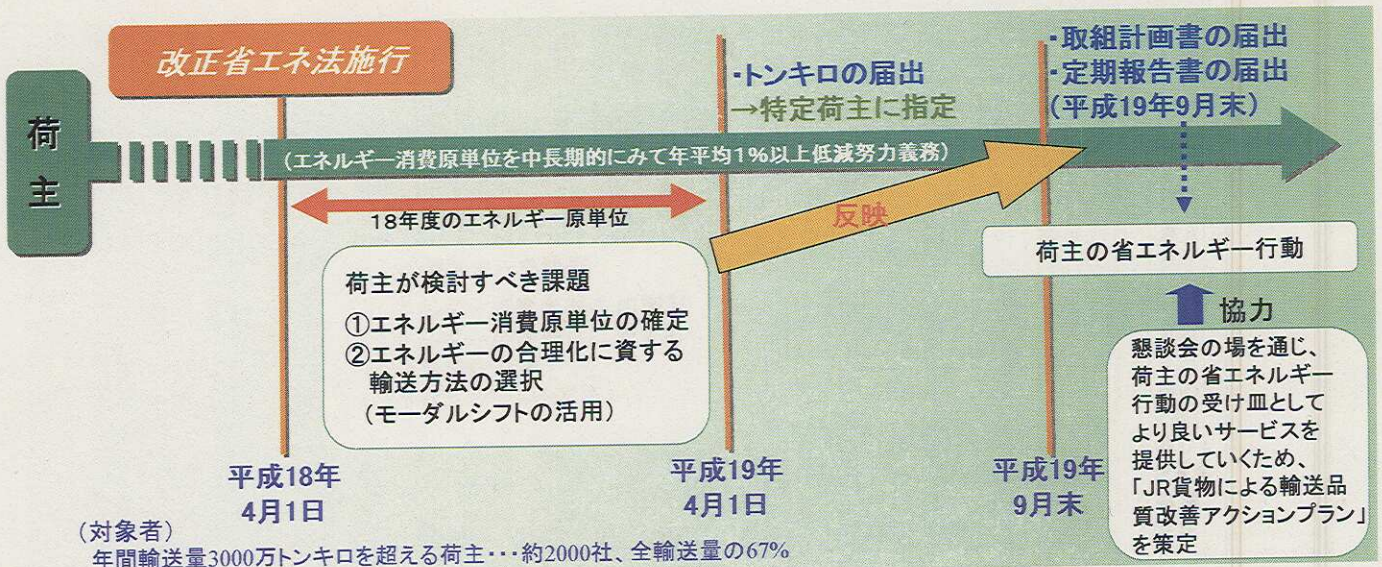 改正省エネ法施行
荷主
・トンキロの届出
→特定荷主に指定
・取組計画書の届出
・定期報告書の届出
(平成19年9月末)
(エネルギー消費原単位を中長期的にみて年平均1%以上低減努力義務)
18年度のエネルギー原単位
反映
荷主が検討すべき課題
①エネルギー消費原単位の確定
②エネルギーの合理化に資する
輸送方法の選択
(モーダルシフトの活用)
荷主の省エネルギー行動
協力
懇談会の場を通じ、
荷主の省エネルギー
行動の受け皿として
より良いサービスを
提供していくため、
「JR貨物による輸送品
質改善アクションプラン」
を策定
平成18年
4月1日
平成19年
4月1日
平成19年
9月末
(対象者)
年間輸送量3000万トンキロを超える荷主・・・約2000社、全輸送量の67%